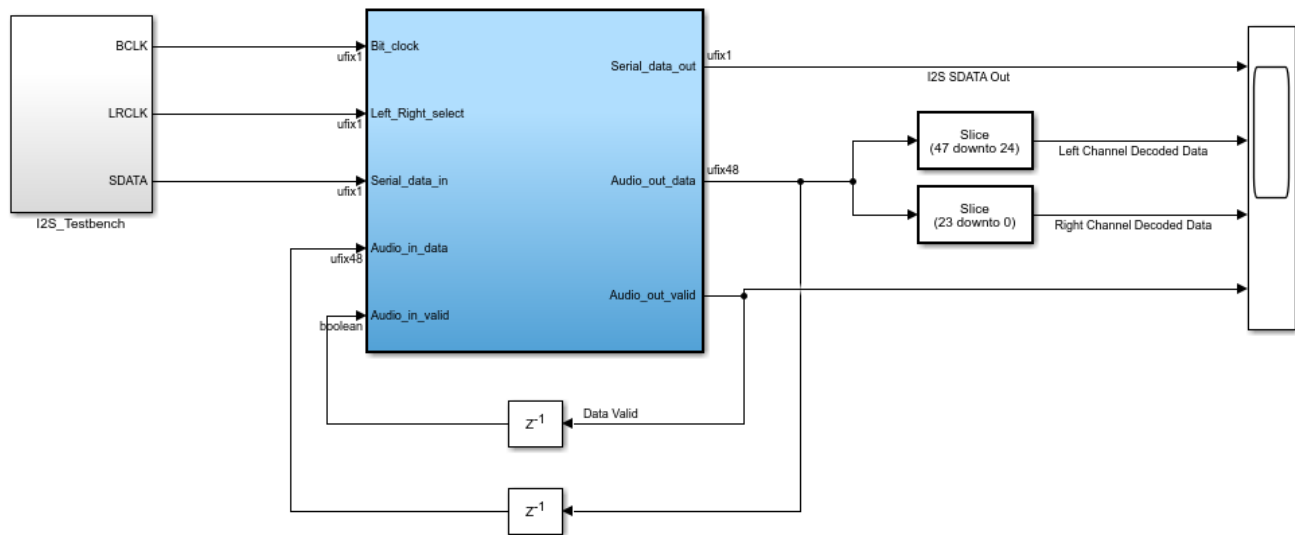 BCLK
LRCLK
SDATA
I2S_Testbench
ufix1
ufix1
ufix1
ufix48
boolean
Bit_clock
Left_Right_select
Serial_data_in
Audio_in_data
Audio_in_valid
Serial_data_out
Audio_out_data
Audio_out_valid
ufix1
ufix48
I2S SDATA Out
Slice
(47 downto 24)
Left Channel Decoded Data
Slice
(23 downto 0)
Right Channel Decoded Data
Data Valid
Z-1
Z-1